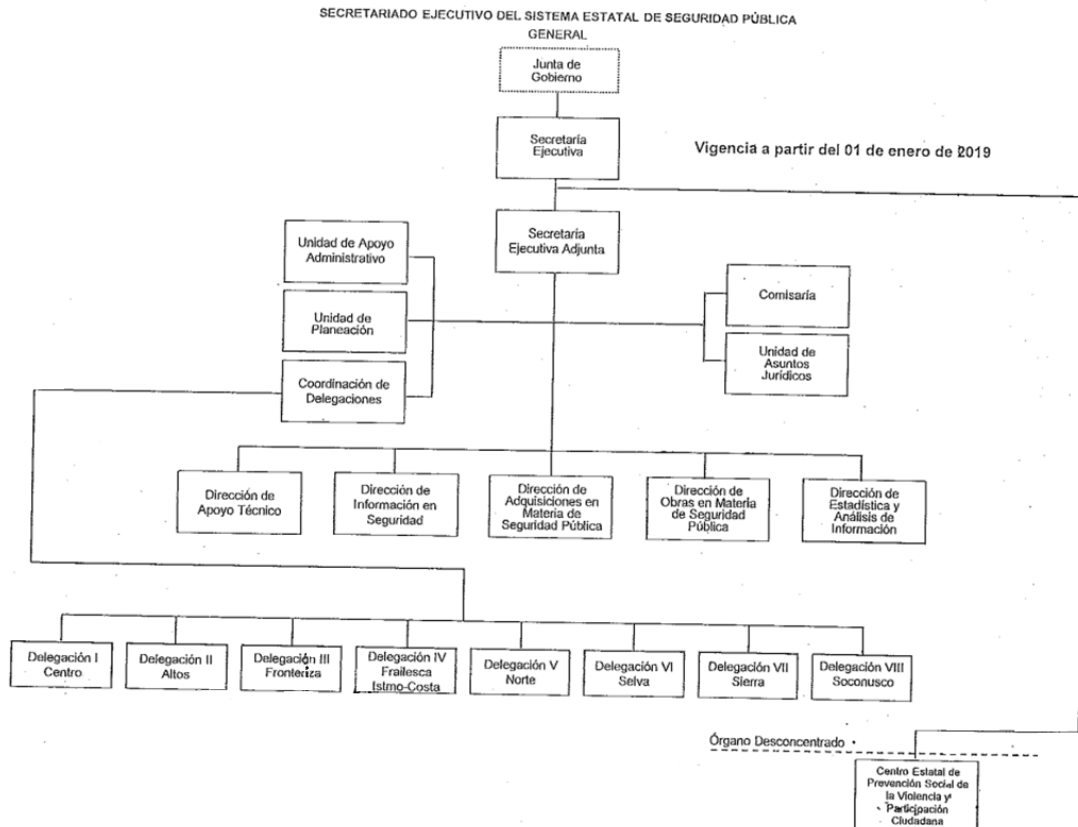 SECRETARIADO EJECUTIVO DEL SISTEMA ESTATAL DE SEGURIDAD PÚBLICA
GENERAL
Junta de
Gobierno
Secretaría
Ejecutiva
Vigencia a partir del 01 de enero de 2019
Secretaría
Ejecutiva Adjunta
Unidad de Apoyo
Administrativo
Unidad de
Planeación
Coordinación de
Delegaciones
Comisaría
Unidad de
Asuntos
Jurídicos
Dirección de
Apoyo Técnico
Dirección de
Información en
Seguridad
Dirección de
Adquisiciones en
Materia de
Seguridad Pública
Dirección de
Obras en Materia
de Seguridad
Pública
Dirección de
Estadística y
Análisis de
Información
Delegación I
Centro
Delegación II
Altos
Delegación III
Fronteriza
Delegación IV
Frailesca
Istmo-Costa
Delegación V
Norte
Delegación VI
Selva
Delegación VII
Sierra
Delegación VIII
Soconusco
Órgano Desconcentrado
Centro Estatal de
Prevención Social de
la Violencia y
Participación
Ciudadana